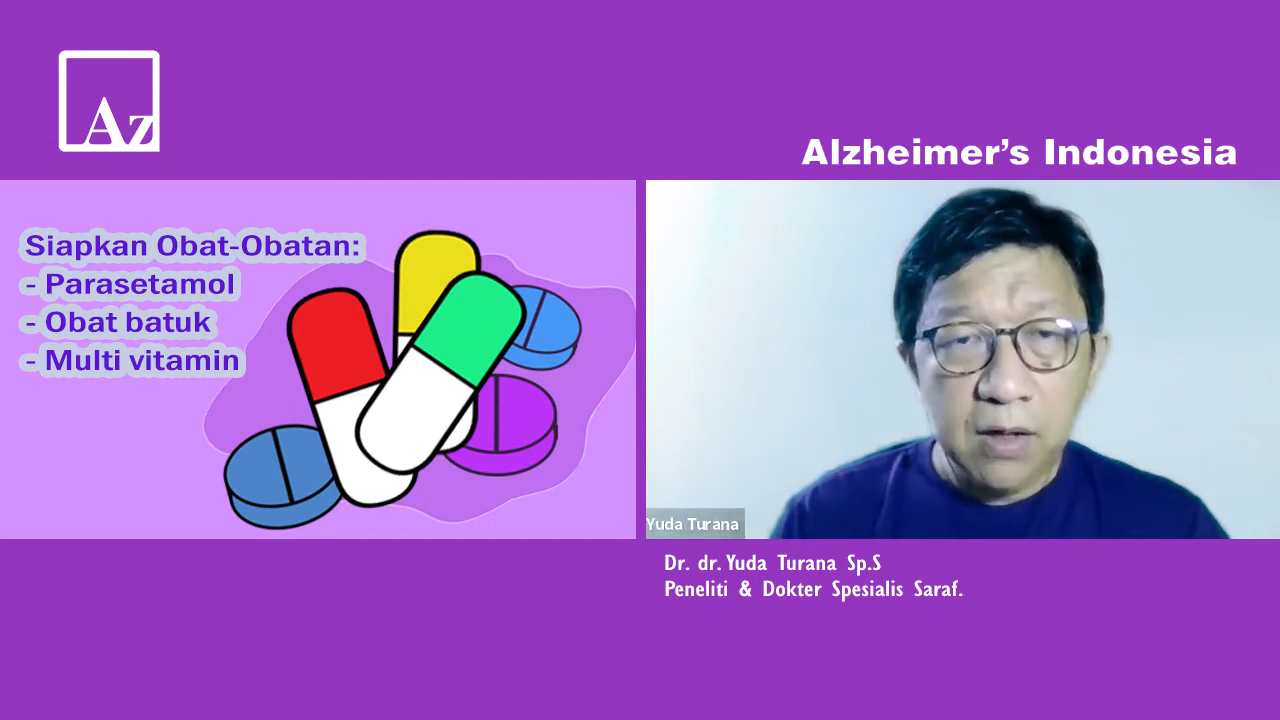 Az
Alzheimer's Indonesia
Siapkan Obat-Obatan:
- Parasetamol
- Obat batuk
- Multi vitamin
Yuda Turana
Dr. dr. Yuda Turana Sp.S
Peneliti & Dokter Spesialis Saraf.